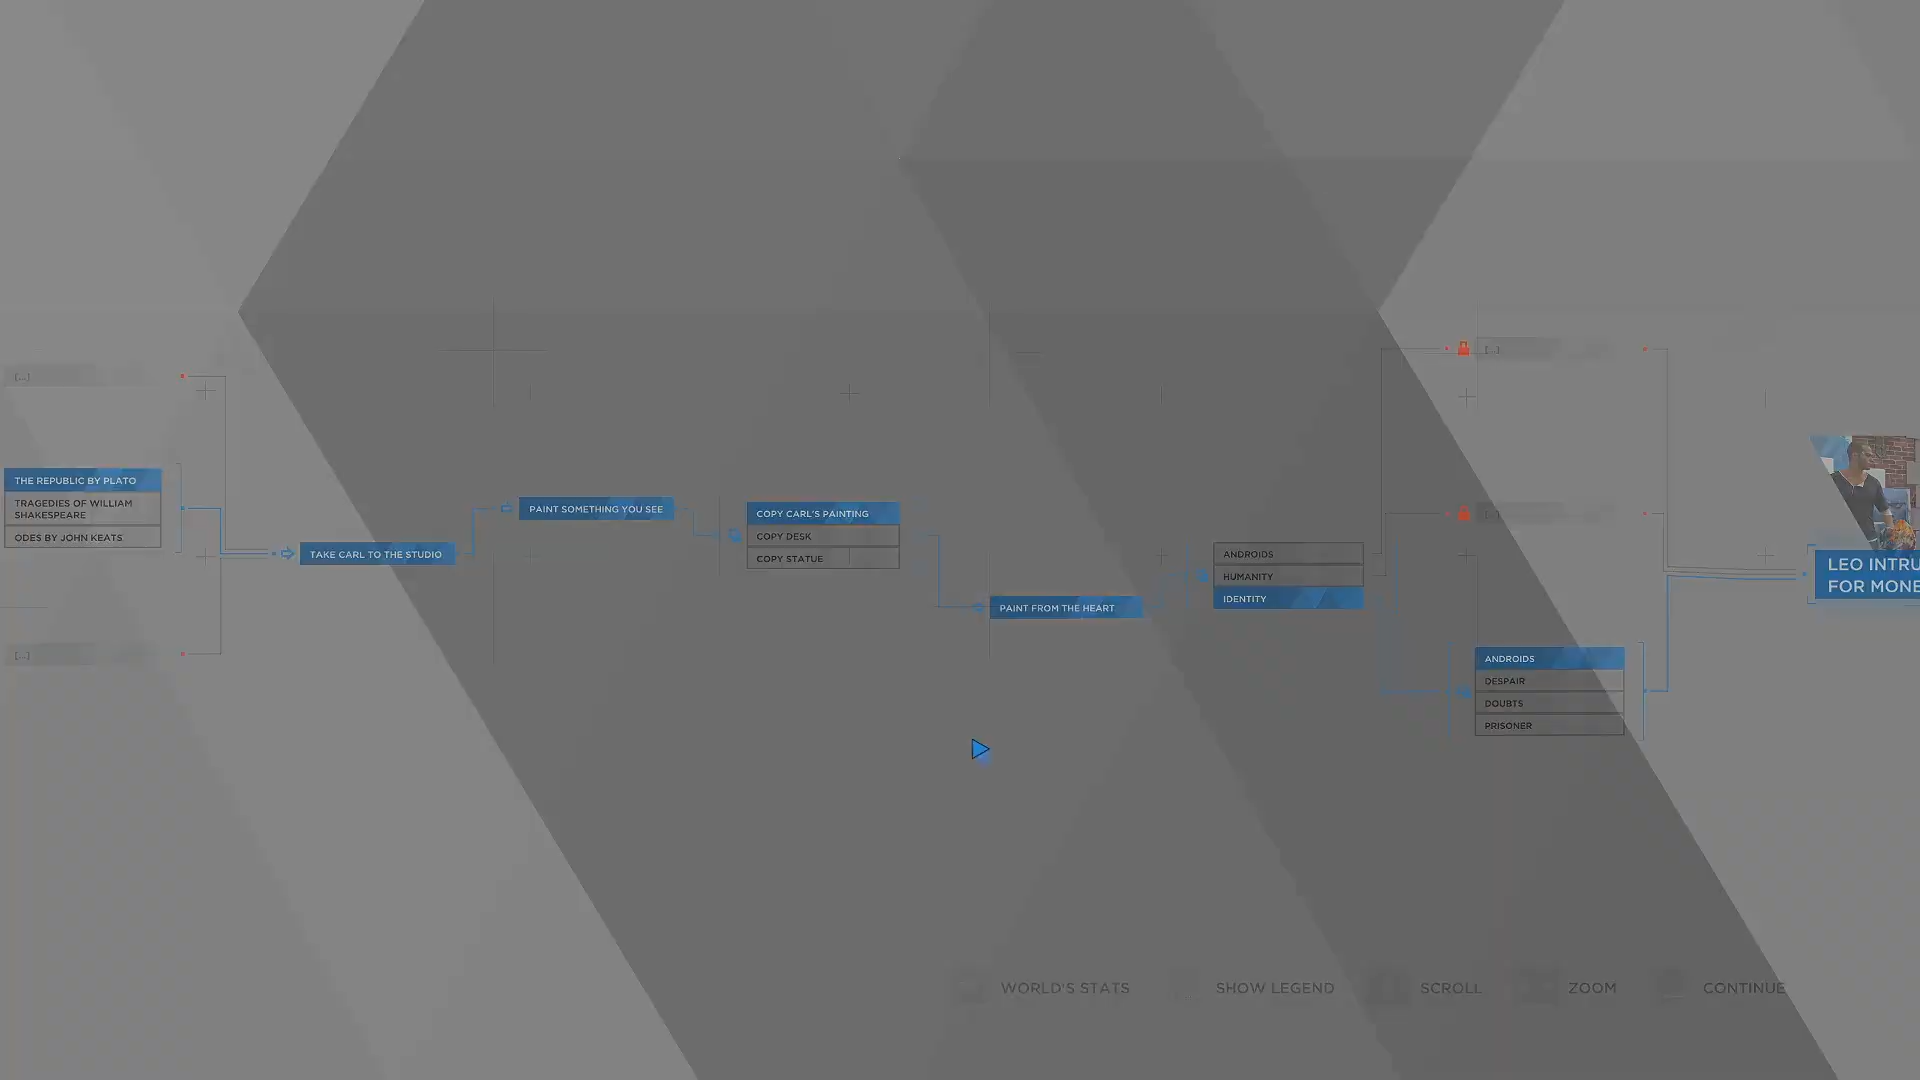 [...]
THE REPUBLIC BY PLATO
TRAGEDIES OF WILLIAM
SHAKESPEARE
ODES BY JOHN KEATS
[...]
TAKE CARL TO THE STUDIO
PAINT SOMETHING YOU SEE
COPY CARL'S PAINTING
COPY DESK
COPY STATUE
PAINT FROM THE HEART
ANDROIDS
HUMANITY
IDENTITY
[...]
[...]
ANDROIDS
DESPAIR
DOUBTS
PRISONER
LEO INTRU
FOR MONE
WORLD'S STATS
SHOW LEGEND
SCROLL
ZOOM
CONTINUE